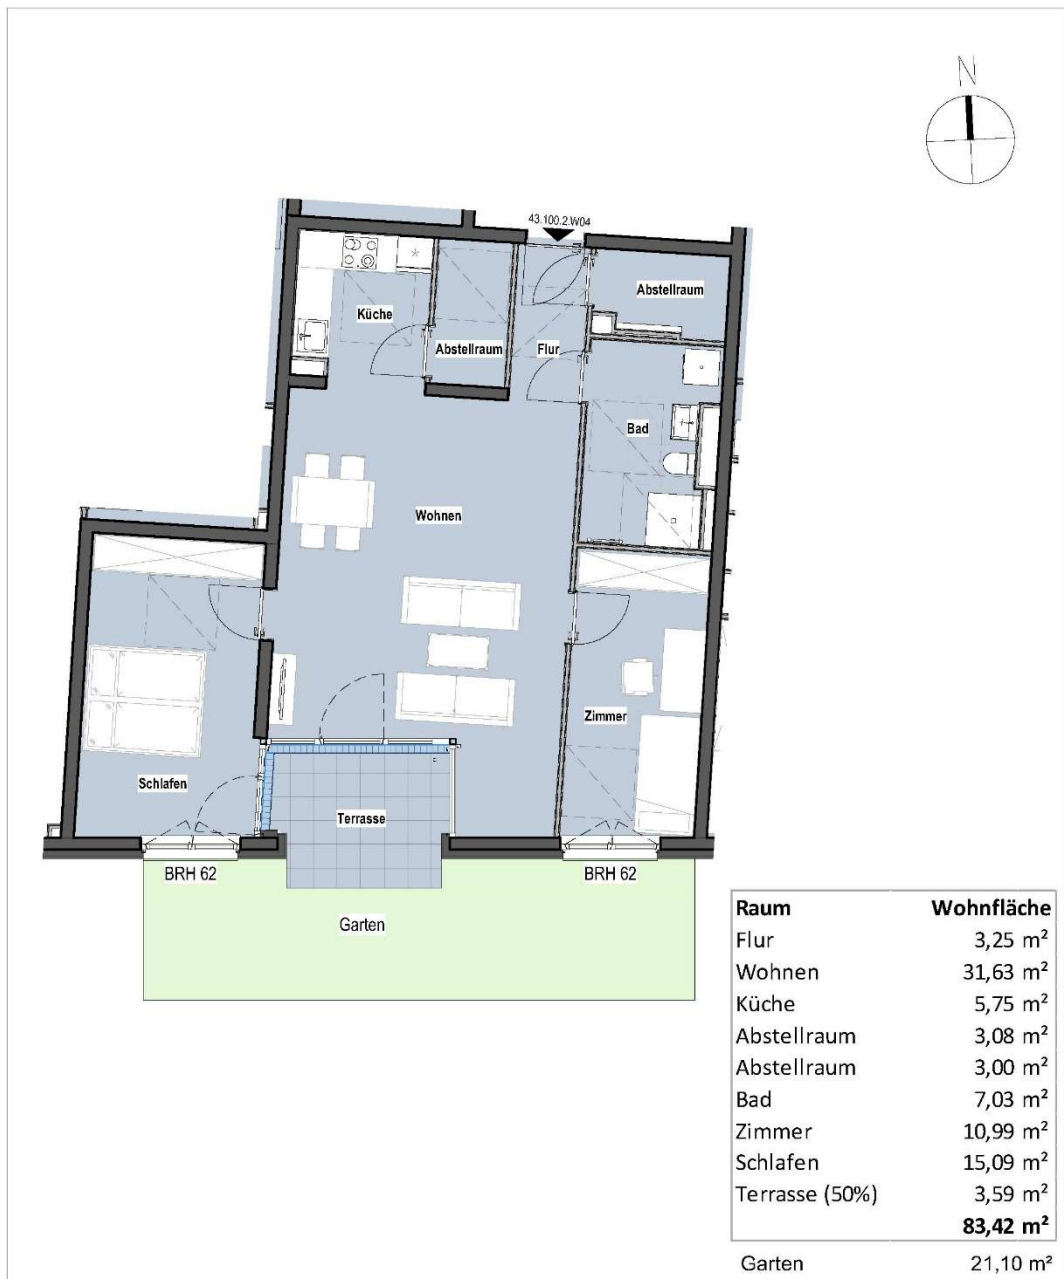 N
43.100.2.W04
Abstellraum
Küche
Abstellraum
Flur
Bad
Wohnen
Zimmer
Schlafen
Terrasse
BRH 62
BRH 62
Garten
Raum Wohnfläche
Flur 3,25 m²
Wohnen 31,63 m²
Küche 5,75 m²
Abstellraum 3,08 m²
Abstellraum 3,00 m²
Bad 7,03 m²
Zimmer 10,99 m²
Schlafen 15,09 m²
Terrasse (50%) 3,59 m²
83,42 m²
Garten 21,10 m²